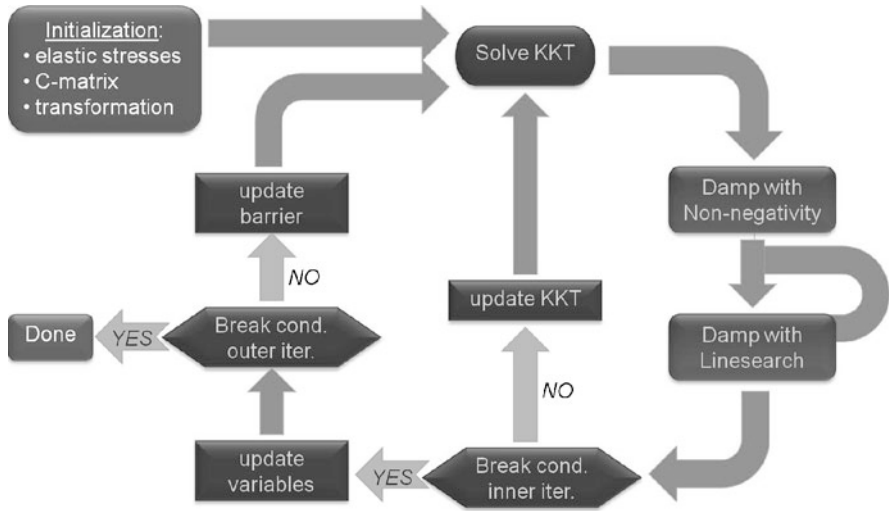 Initialization:
• elastic stresses
• C-matrix
• transformation
Solve KKT
Damp with
Non-negativity
update
barrier
NO
update KKT
Done
YES
Break cond.
outer iter.
Damp with
Linesearch
NO
update
variables
YES
Break cond.
inner iter.